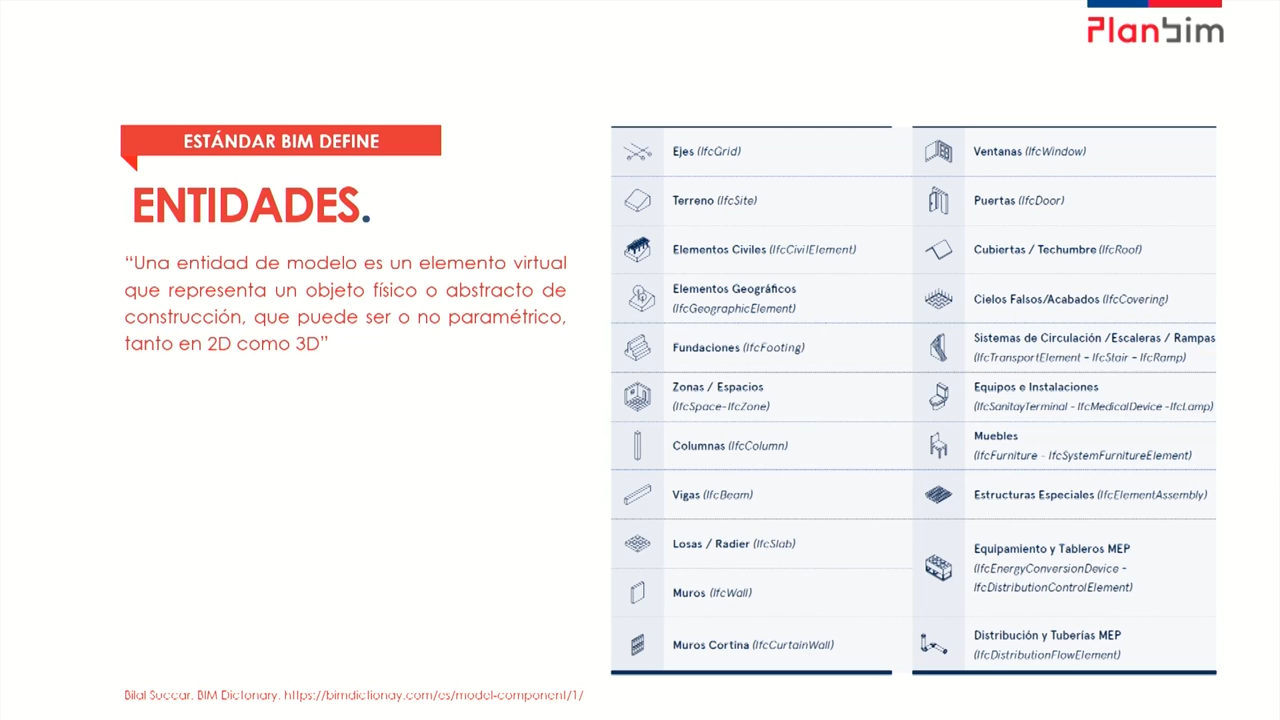 Planbim
ESTÁNDAR BIM DEFINE
ENTIDADES.
“Una entidad de modelo es un elemento virtual
que representa un objeto físico o abstracto de
construcción, que puede ser o no paramétrico,
tanto en 2D como 3D”
Ejes (IfcGrid)
Terreno (IfcSite)
Elementos Civiles (IfcCivilElement)
Elementos Geográficos
(IfcGeographicElement)
Fundaciones (IfcFooting)
Zonas / Espacios
(IfcSpace-IfcZone)
Columnas (IfcColumn)
Vigas (IfcBeam)
Losas / Radier (IfcSlab)
Muros (IfcWall)
Muros Cortina (IfcCurtainWall)
Ventanas (IfcWindow)
Puertas (IfcDoor)
Cubiertas / Techumbre (IfcRoof)
Cielos Falsos/Acabados (IfcCovering)
Sistemas de Circulación /Escaleras / Rampas
(IfcTransportElement - IfcStair - IfcRamp)
Equipos e Instalaciones
(IfcSanitayTerminal - IfcMedicalDevice -IfcLamp)
Muebles
(IfcFurniture - IfcSystemFurnitureElement)
Estructuras Especiales (IfcElementAssembly)
Equipamiento y Tableros MEP
(IfcEnergyConversionDevice -
IfcDistributionControlElement)
Distribución y Tuberías MEP
(IfcDistributionFlowElement)
Bilal Succar. BIM Dictonary. https://bimdictionay.com/es/model-component/1/